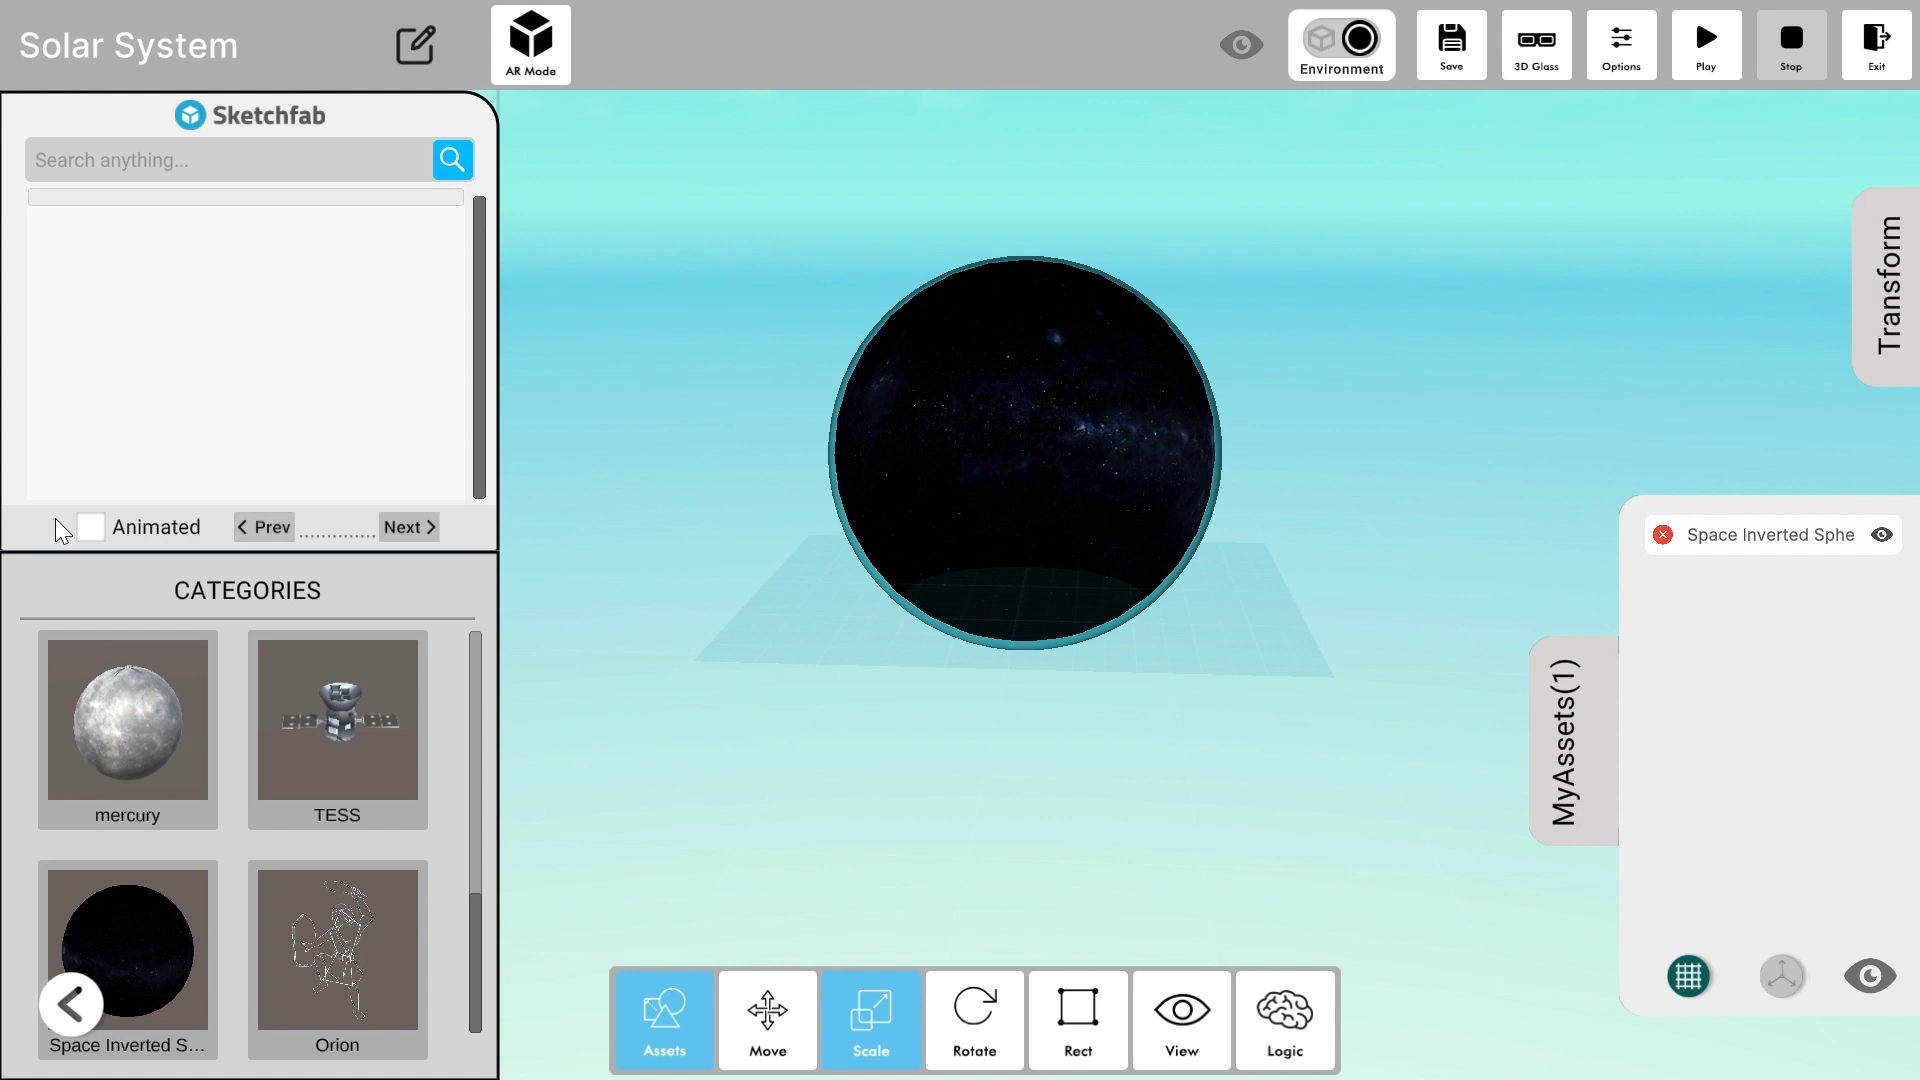 Solar System
AR Mode
Environment
Save
3D Glass
Options
Play
Stop
Exit
Sketchfab
Search anything...
Animated
Prev
Next
CATEGORIES
mercury
TESS
Space Inverted S...
Orion
Transform
Space Inverted Sphe
MyAssets(1)
Assets
Move
Scale
Rotate
Rect
View
Logic